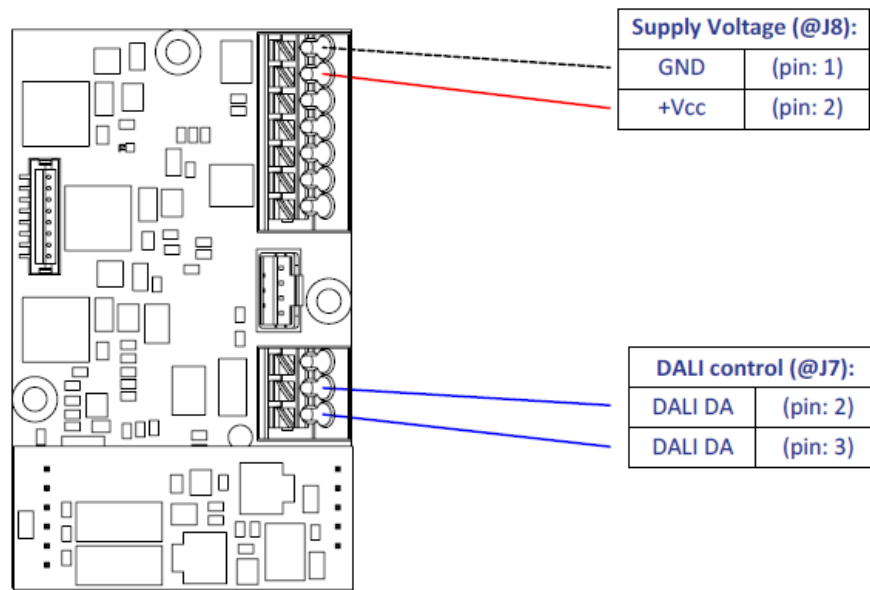 Supply Voltage (@J8):
GND (pin: 1)
+Vcc (pin: 2)
DALI control (@J7):
DALI DA (pin: 2)
DALI DA (pin: 3)